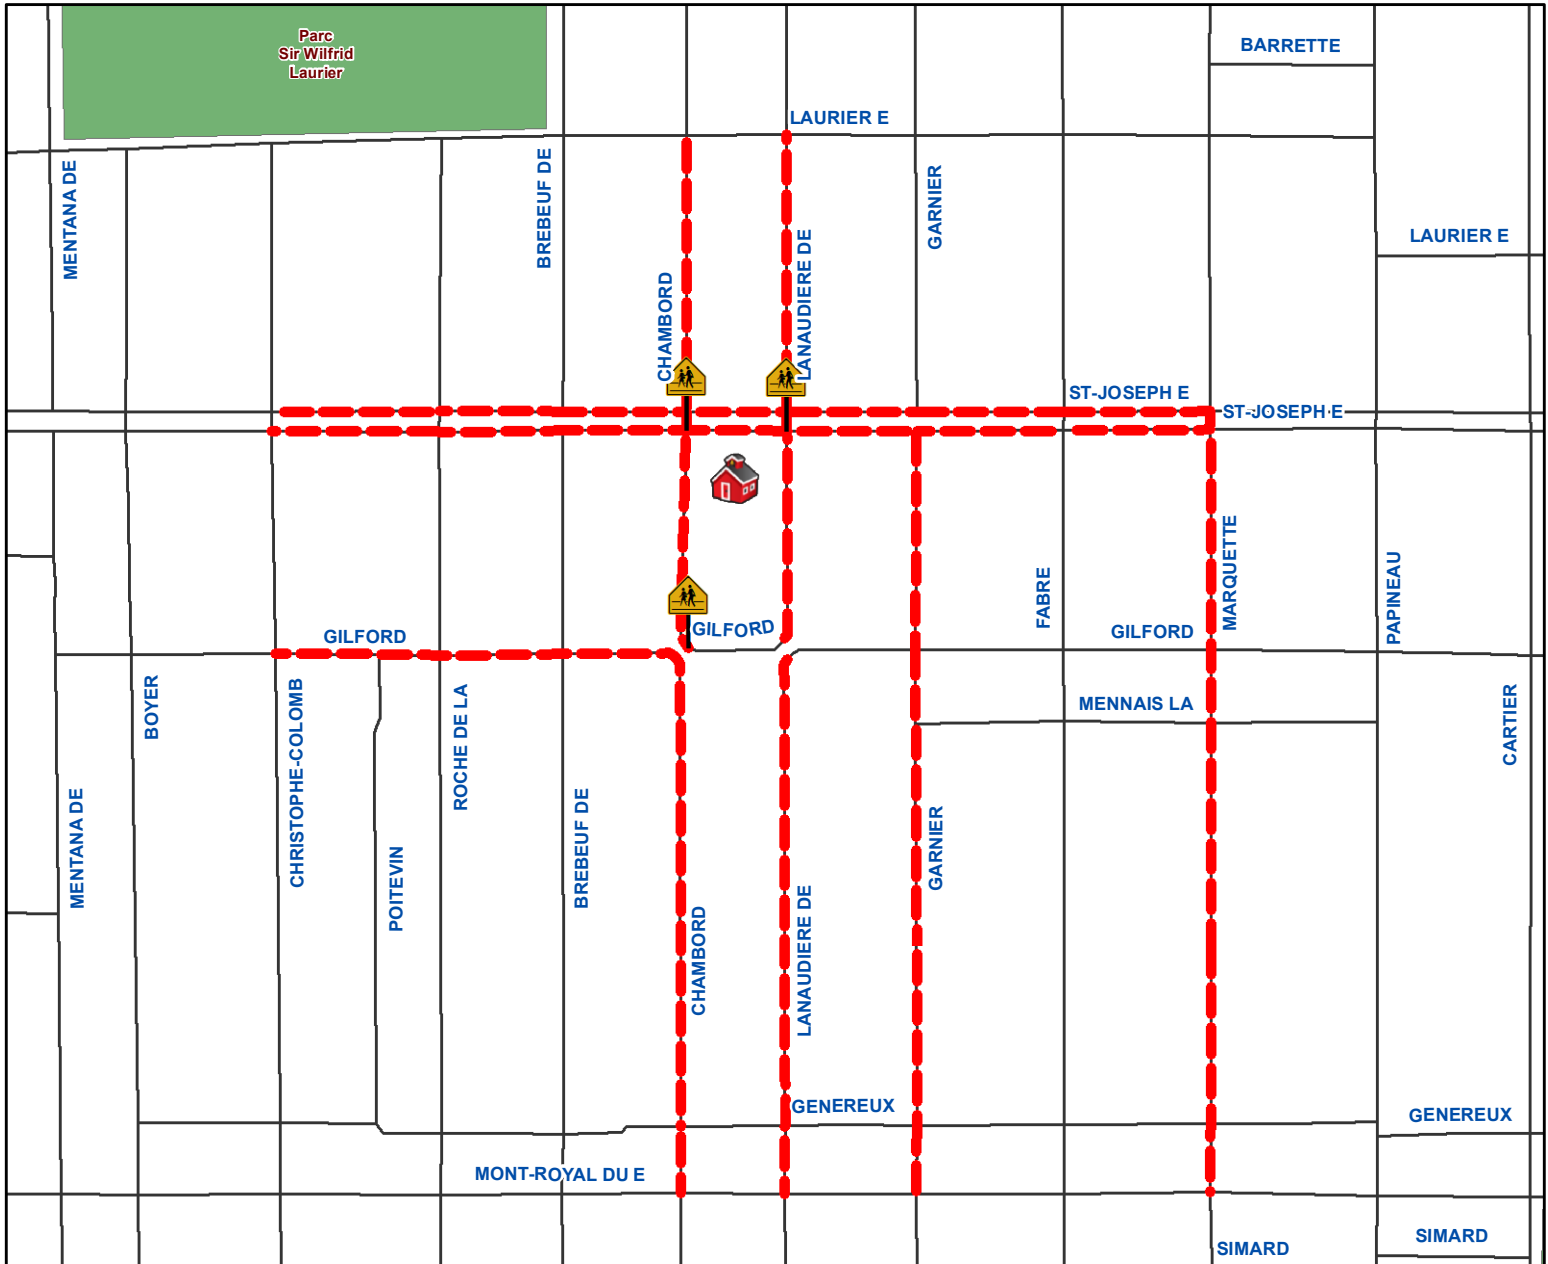 Parc
Sir Wilfrid
Laurier
BARRETTE
LAURIER E
MENTANA DE
BREBEUF DE
GARNIER
LANAUDIERE DE
LAURIER E
CHAMBORD
ST-JOSEPH E
ST-JOSEPH E
MARQUETTE
PAPINEAU
FABRE
GILFORD
GILFORD
GILFORD
BOYER
CHRISTOPHE-COLOMB
ROCHE DE LA
MENNAIS LA
CARTIER
MENTANA DE
POITEVIN
BREBEUF DE
CHAMBORD
LANAUDIERE DE
GARNIER
GENEREUX
GENEREUX
MONT-ROYAL DU E
SIMARD
SIMARD